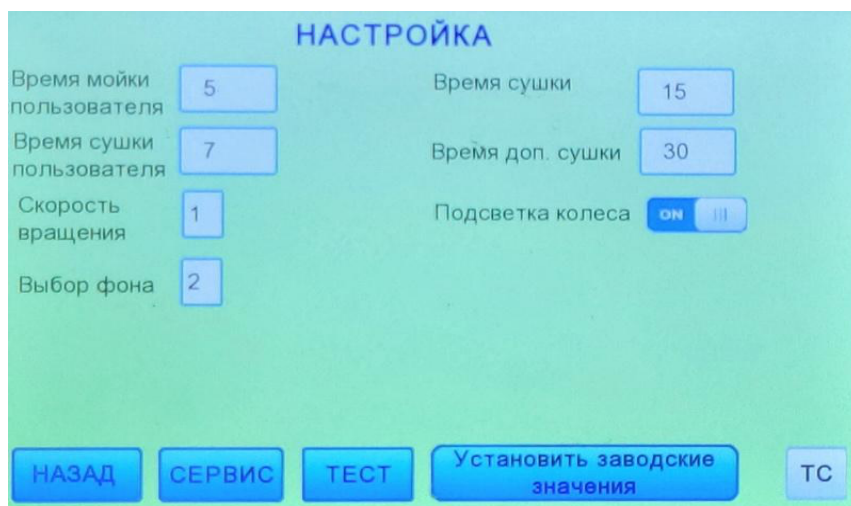 НАСТРОЙКА
Время мойки
пользователя
5
Время сушки
15
Время сушки
пользователя
7
Время доп. сушки
30
Скорость
вращения
1
Подсветка колеса
ON
Выбор фона
2
НАЗАД
СЕРВИС
ТЕСТ
Установить заводские
значения
ТС